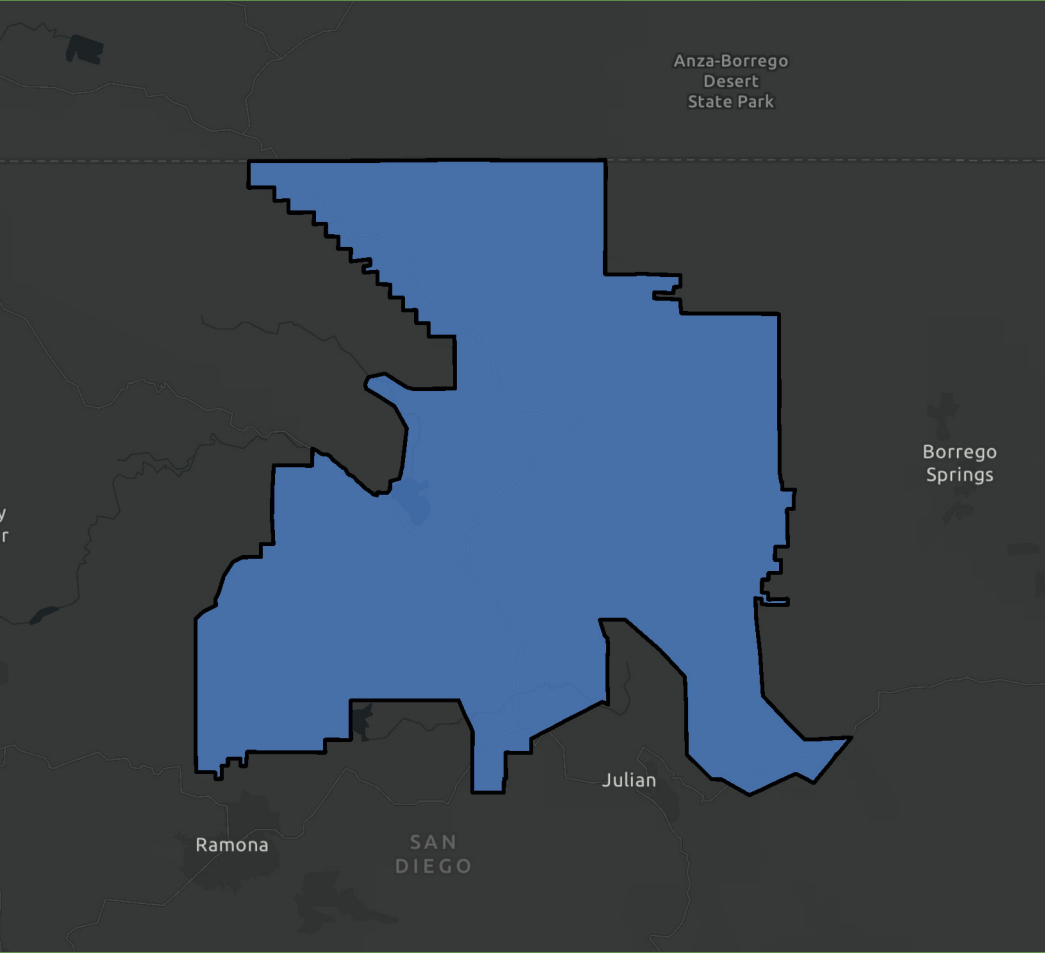 Anza-Borrego
Desert
State Park
Borrego
Springs
y
r
Julian
Ramona
SAN
DIEGO